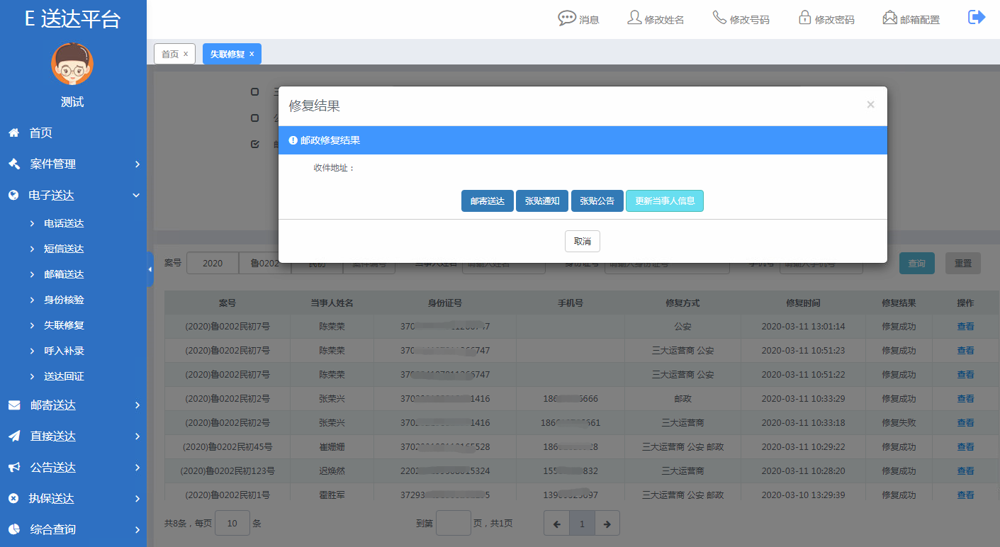 E 送达平台
消息 修改姓名 修改号码 修改密码 邮箱配置
首页 x 失联修复 x
测试
首页
案件管理
电子送达
电话送达
短信送达
邮箱送达
身份核验
失联修复
呼入补录
送达回证
邮寄送达
直接送达
公告送达
执保送达
综合查询
修复结果 ×
邮政修复结果
收件地址：
邮寄送达 张贴通知 张贴公告 更新当事人信息
取消
案号 2020 鲁0202 民初 案件编号 当事人姓名 请输入姓名 身份证号 请输入身份证号 手机号 请输入手机号 查询 重置
案号 当事人姓名 身份证号 手机号 修复方式 修复时间 修复结果 操作
(2020)鲁0202民初7号 陈荣荣 370 7 公安 2020-03-11 13:01:14 修复成功 查看
(2020)鲁0202民初7号 陈荣荣 370 6747 三大运营商 公安 2020-03-11 10:51:23 修复成功 查看
(2020)鲁0202民初7号 陈荣荣 370 6747 三大运营商 公安 2020-03-11 10:51:22 修复成功 查看
(2020)鲁0202民初2号 张荣兴 370 1416 186 666 邮政 2020-03-11 10:33:29 修复成功 查看
(2020)鲁0202民初2号 张荣兴 370 1416 186 661 三大运营商 2020-03-11 10:33:18 修复失败 查看
(2020)鲁0202民初45号 崔姗姗 370 5528 186 8 三大运营商 公安 邮政 2020-03-11 10:29:22 修复成功 查看
(2020)鲁0202民初123号 迟焕然 220 5324 155 832 三大运营商 2020-03-11 10:28:20 修复成功 查看
(2020)鲁0202民初1号 霍胜军 37293 5 139 97 三大运营商 公安 邮政 2020-03-10 13:29:39 修复成功 查看
共8条，每页 10 条 到第 页，共1页 1